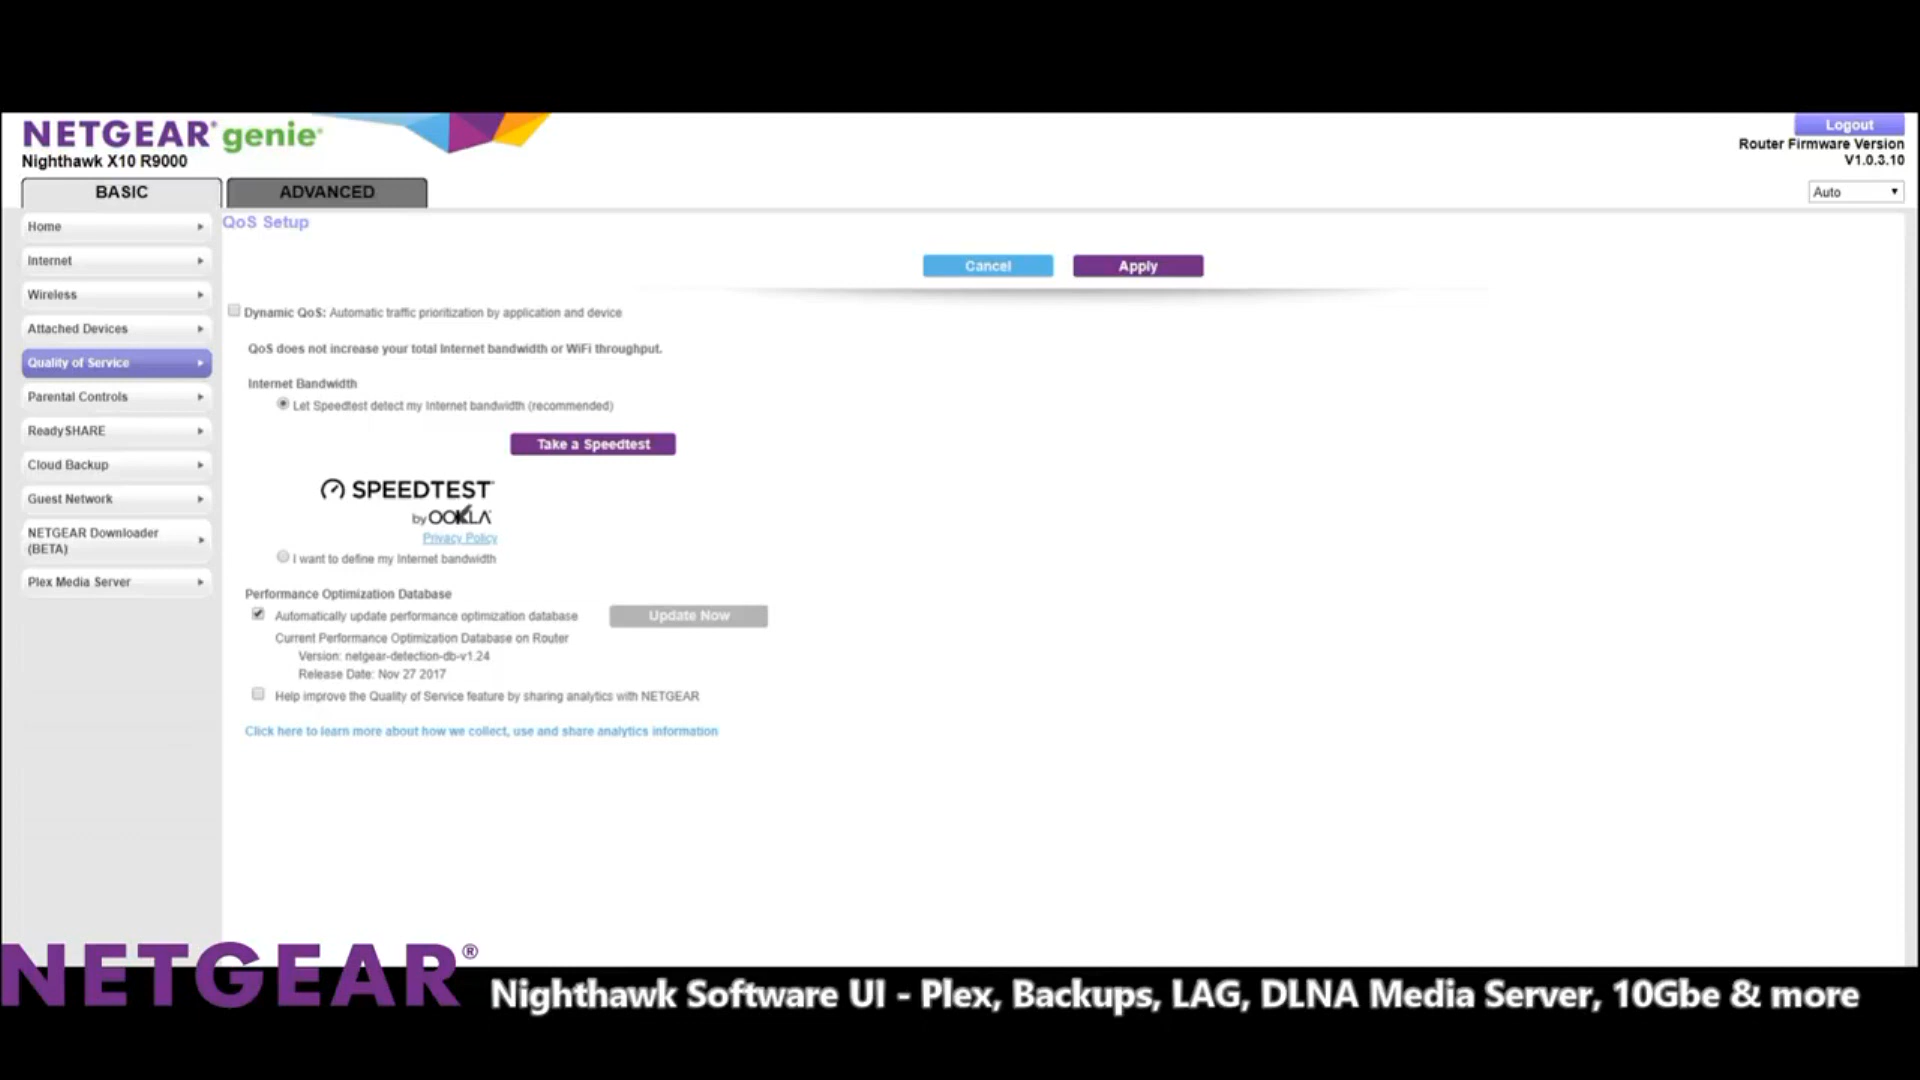 NETGEAR® genie®
Nighthawk X10 R9000
Logout
Router Firmware Version
V1.0.3.10
BASIC
ADVANCED
Auto
Home
Internet
Wireless
Attached Devices
Quality of Service
Parental Controls
ReadySHARE
Cloud Backup
Guest Network
NETGEAR Downloader
(BETA)
Plex Media Server
QoS Setup
Cancel
Apply
Dynamic QoS: Automatic traffic prioritization by application and device
QoS does not increase your total Internet bandwidth or WiFi throughput.
Internet Bandwidth
Let Speedtest detect my Internet bandwidth (recommended)
Take a Speedtest
SPEEDTEST
by OOKLA
Privacy Policy
I want to define my Internet bandwidth
Performance Optimization Database
Automatically update performance optimization database
Update Now
Current Performance Optimization Database on Router
Version: netgear-detection-db-v1.24
Release Date: Nov 27 2017
Help improve the Quality of Service feature by sharing analytics with NETGEAR
Click here to learn more about how we collect, use and share analytics information
NETGEAR®
Nighthawk Software UI - Plex, Backups, LAG, DLNA Media Server, 10Gbe & more